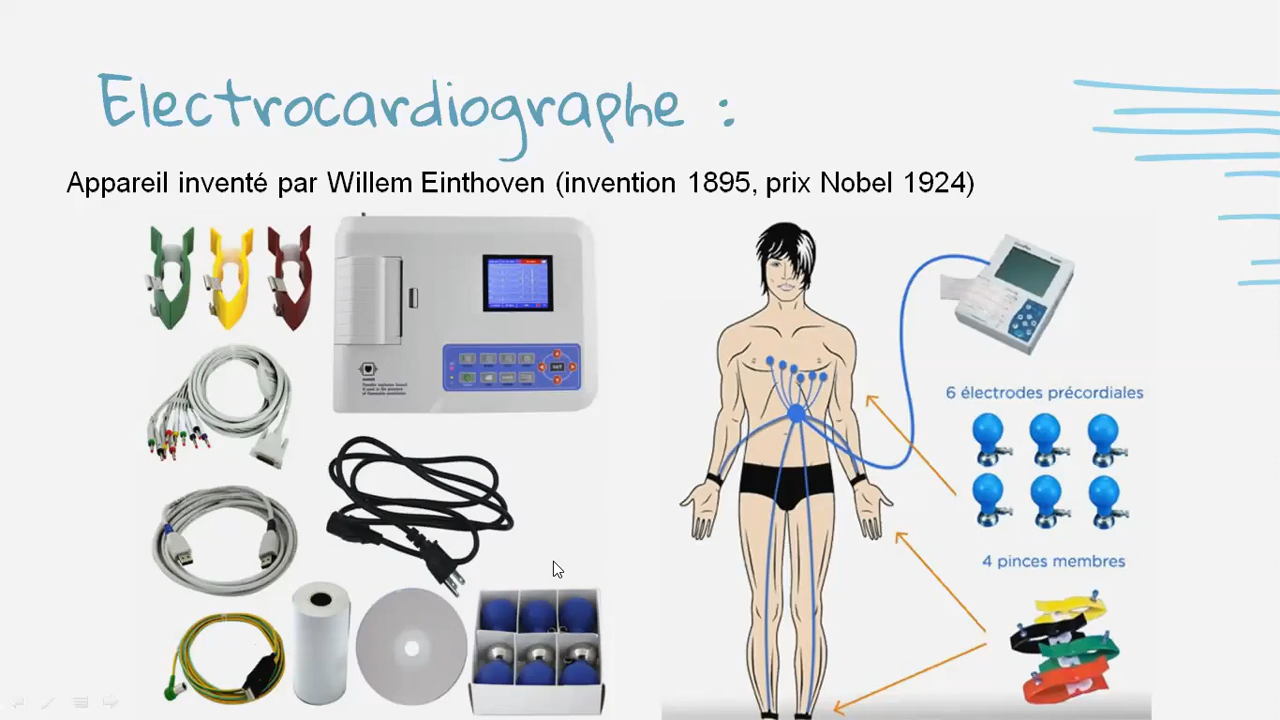 Electrocardiographe :
Appareil inventé par Willem Einthoven (invention 1895, prix Nobel 1924)
6 électrodes précordiales
4 pinces membres